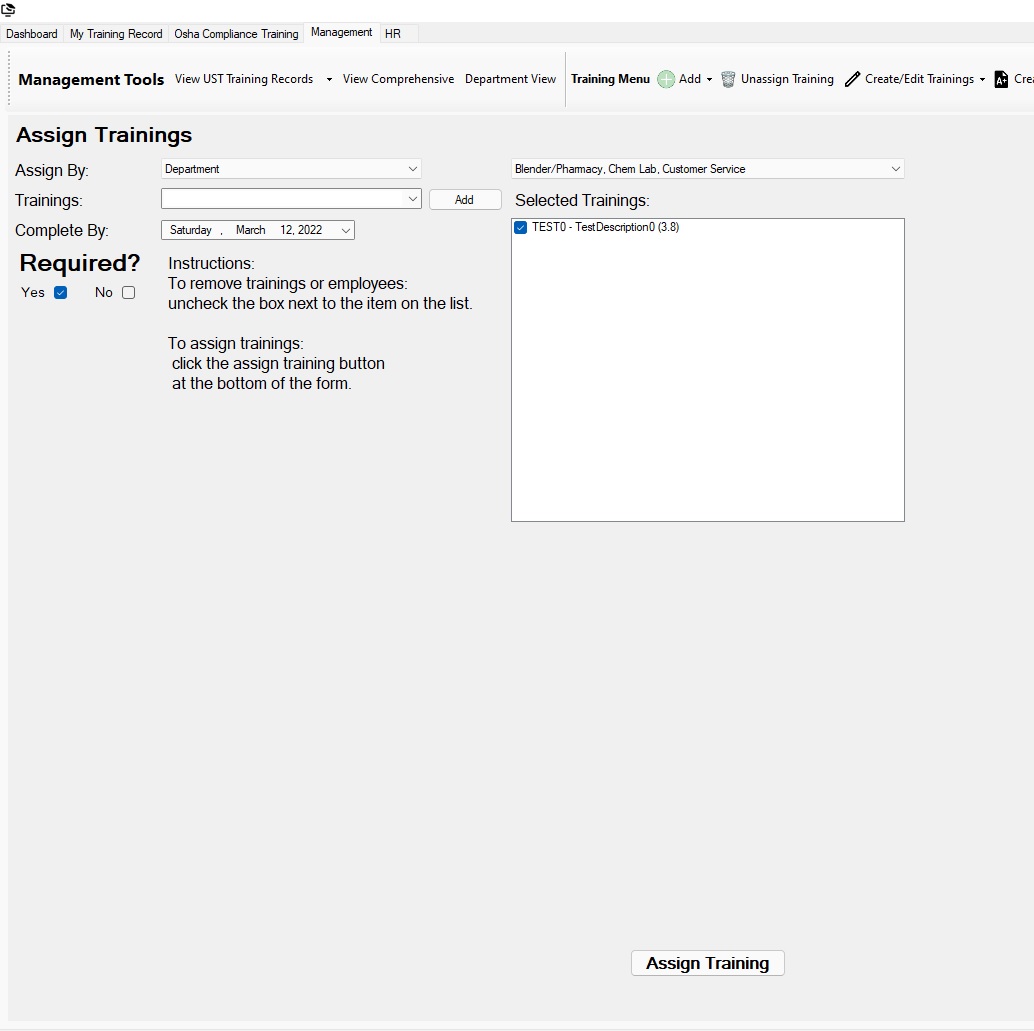 Dashboard My Training Record Osha Compliance Training Management HR
Management Tools View UST Training Records View Comprehensive Department View Training Menu Add Unassign Training Create/Edit Trainings A+
Assign Trainings
Assign By: Department Blender/Pharmacy, Chem Lab, Customer Service
Trainings: Add Selected Trainings:
TEST0 - TestDescription0 (3.8)
Complete By: Saturday , March 12, 2022
Required?
Yes No
Instructions:
To remove trainings or employees:
uncheck the box next to the item on the list.
To assign trainings:
click the assign training button
at the bottom of the form.
Assign Training